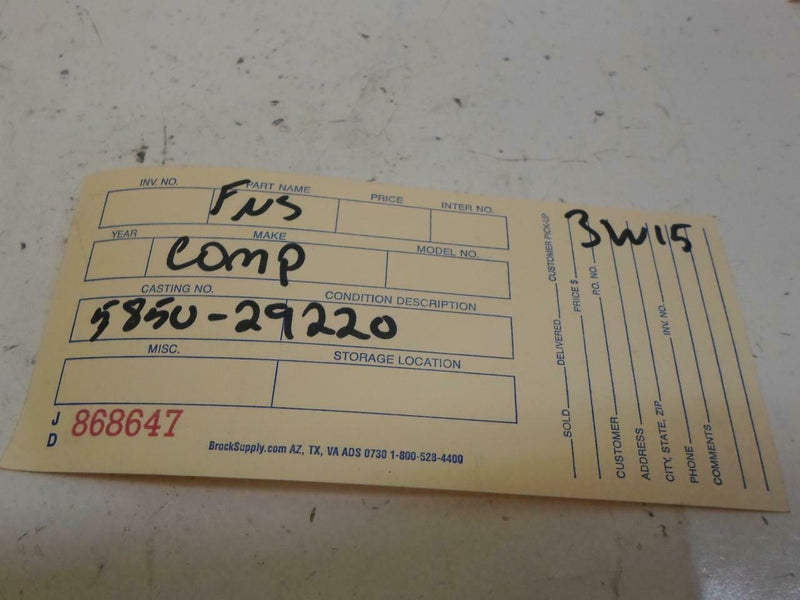 INV. NO. PART NAME PRICE INTER NO.
FNS
YEAR MAKE MODEL NO.
COMP
CASTING NO. CONDITION DESCRIPTION
5850-29220
MISC. STORAGE LOCATION
J D 868647
BrockSupply.com AZ, TX, VA ADS 0730 1-800-528-4400
3W15
SOLD DELIVERED CUSTOMER PICK-UP
PRICE $
P.O. NO.
CUSTOMER
ADDRESS
CITY, STATE, ZIP INV. NO.
PHONE
COMMENTS